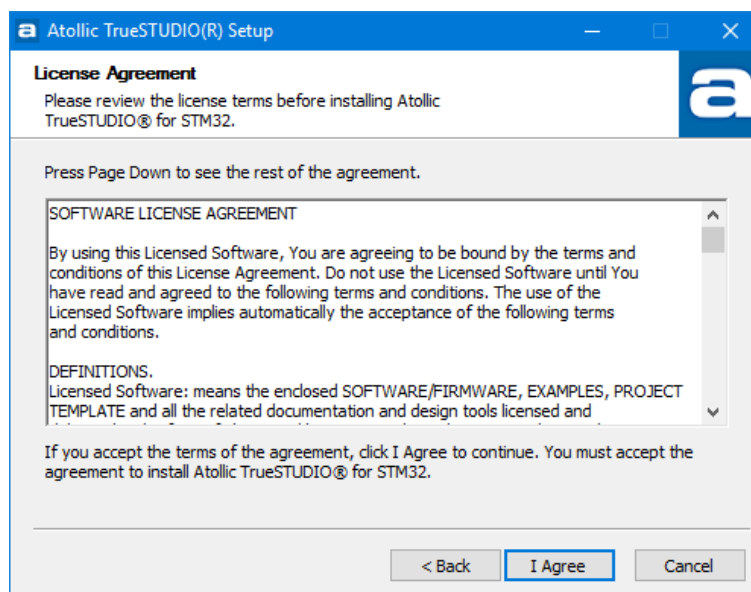 Atollic TrueSTUDIO(R) Setup
License Agreement
Please review the license terms before installing Atollic
TrueSTUDIO® for STM32.
Press Page Down to see the rest of the agreement.
SOFTWARE LICENSE AGREEMENT
By using this Licensed Software, You are agreeing to be bound by the terms and
conditions of this License Agreement. Do not use the Licensed Software until You
have read and agreed to the following terms and conditions. The use of the
Licensed Software implies automatically the acceptance of the following terms
and conditions.
DEFINITIONS.
Licensed Software: means the enclosed SOFTWARE/FIRMWARE, EXAMPLES, PROJECT
TEMPLATE and all the related documentation and design tools licensed and
If you accept the terms of the agreement, click I Agree to continue. You must accept the
agreement to install Atollic TrueSTUDIO® for STM32.
< Back
I Agree
Cancel